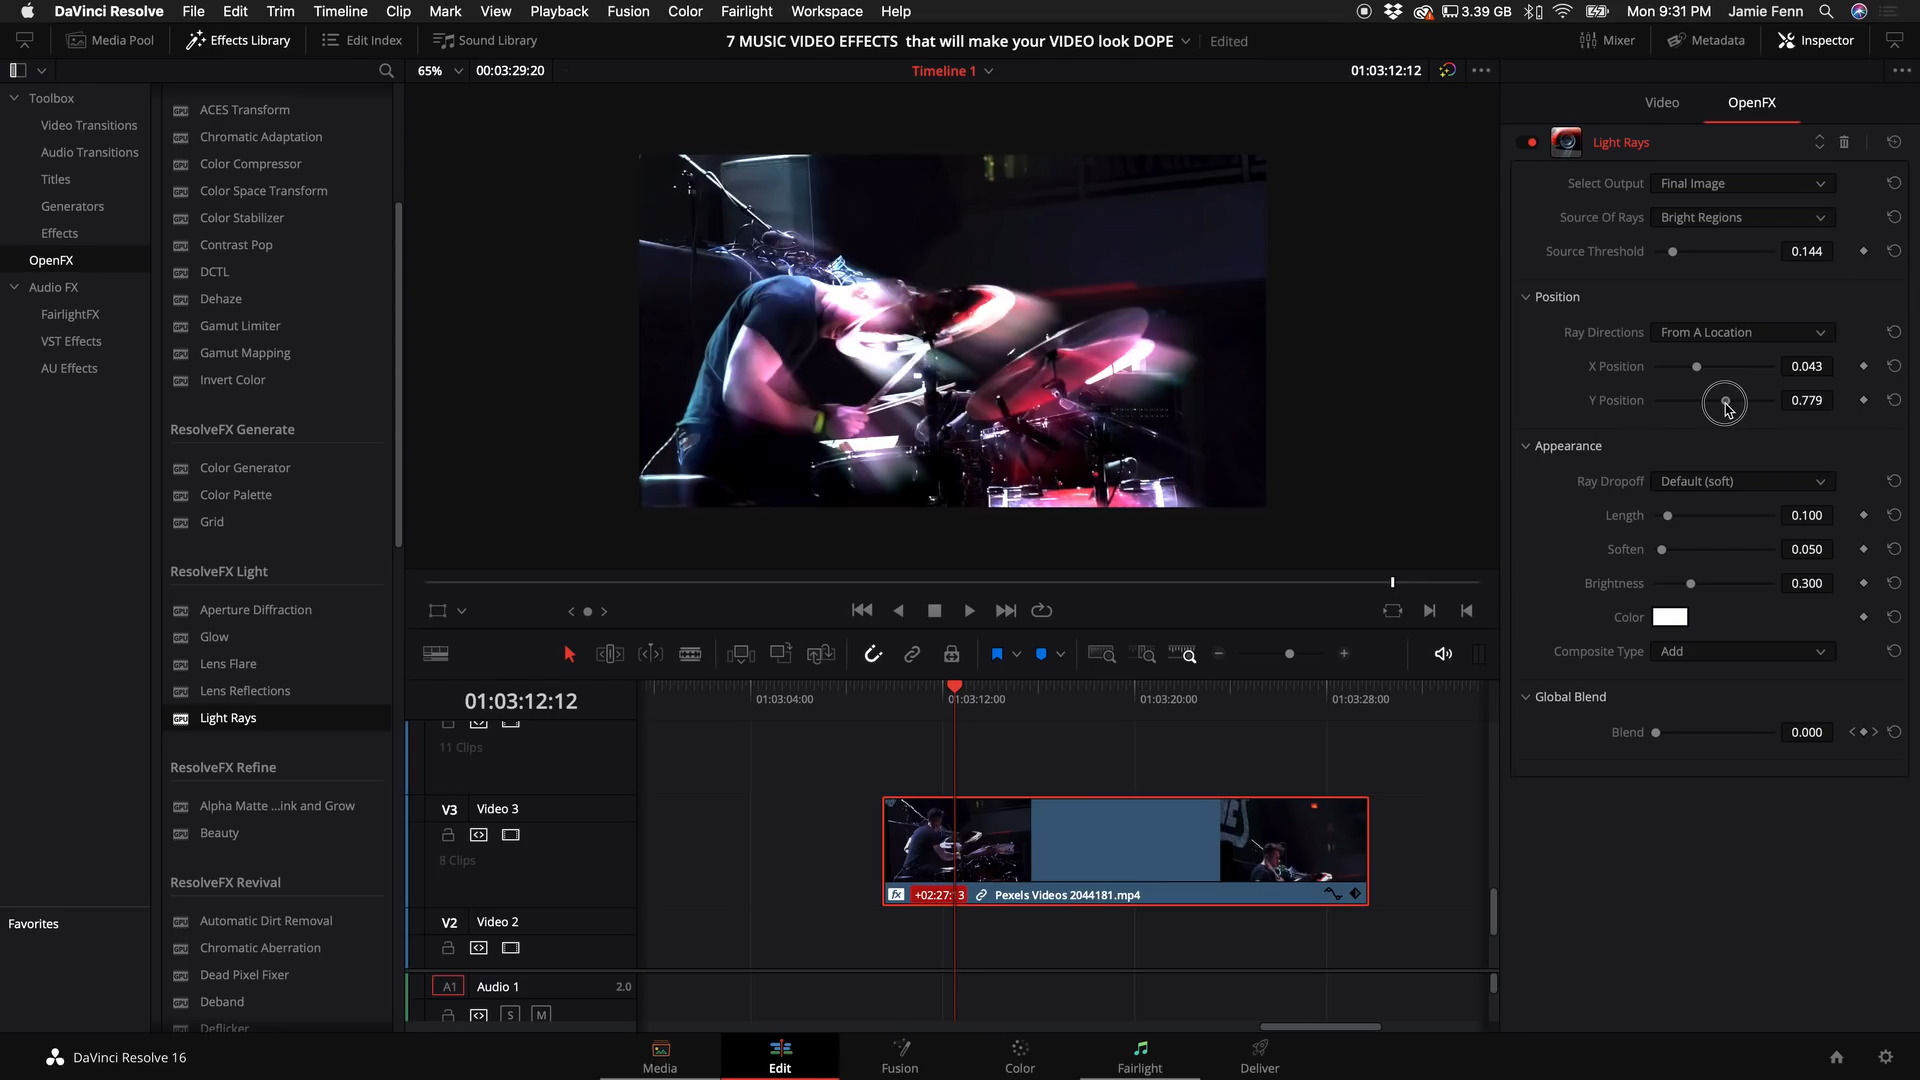 DaVinci Resolve File Edit Trim Timeline Clip Mark View Playback Fusion Color Fairlight Workspace Help 3.39 GB Mon 9:31 PM Jamie Fenn
Media Pool Effects Library Edit Index Sound Library 7 MUSIC VIDEO EFFECTS that will make your VIDEO look DOPE Edited Mixer Metadata Inspector
65% 00:03:29:20 Timeline 1 01:03:12:12
Toolbox
Video Transitions
Audio Transitions
Titles
Generators
Effects
OpenFX
Audio FX
FairlightFX
VST Effects
AU Effects
Favorites
ACES Transform
Chromatic Adaptation
Color Compressor
Color Space Transform
Color Stabilizer
Contrast Pop
DCTL
Dehaze
Gamut Limiter
Gamut Mapping
Invert Color
ResolveFX Generate
Color Generator
Color Palette
Grid
ResolveFX Light
Aperture Diffraction
Glow
Lens Flare
Lens Reflections
Light Rays
ResolveFX Refine
Alpha Matte ...ink and Grow
Beauty
ResolveFX Revival
Automatic Dirt Removal
Chromatic Aberration
Dead Pixel Fixer
Deband
Deflicker
Video OpenFX
Light Rays
Select Output Final Image
Source Of Rays Bright Regions
Source Threshold 0.144
Position
Ray Directions From A Location
X Position 0.043
Y Position 0.779
Appearance
Ray Dropoff Default (soft)
Length 0.100
Soften 0.050
Brightness 0.300
Color
Composite Type Add
Global Blend
Blend 0.000
01:03:12:12 01:03:04:00 01:03:12:00 01:03:20:00 01:03:28:00
11 Clips
V3 Video 3
8 Clips
fx +02:27:13 Pexels Videos 2044181.mp4
V2 Video 2
A1 Audio 1 2.0
S M
DaVinci Resolve 16
Media Edit Fusion Color Fairlight Deliver